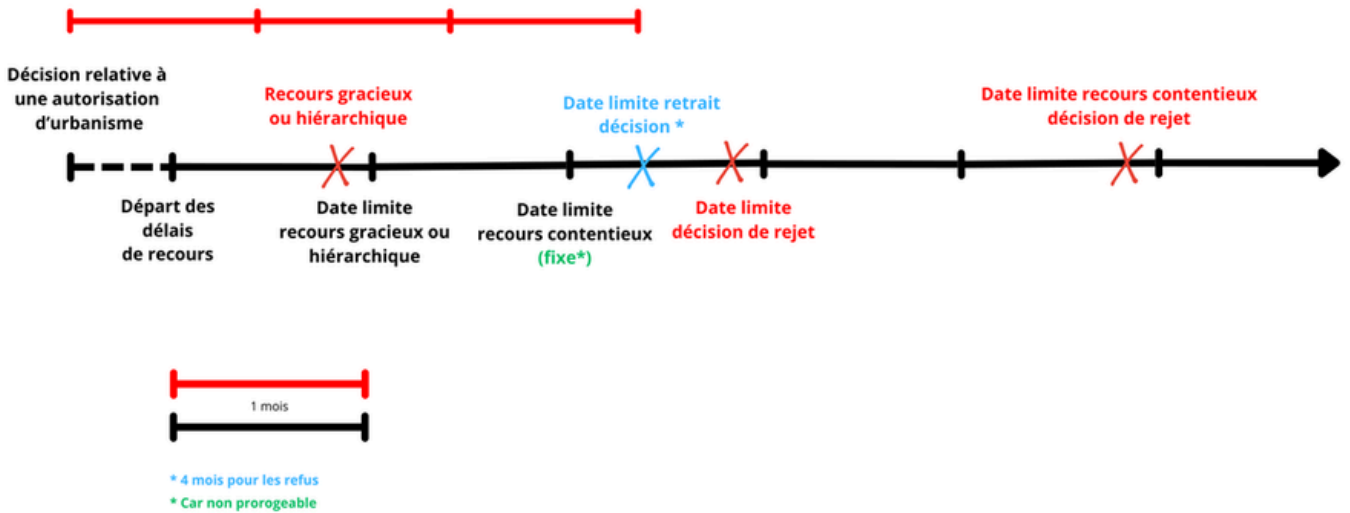 Décision relative à
une autorisation
d'urbanisme
Recours gracieux
ou hiérarchique
Date limite retrait
décision *
Date limite recours contentieux
décision de rejet
Départ des
délais
de recours
Date limite
recours gracieux ou
hiérarchique
Date limite
recours contentieux
(fixe*)
Date limite
décision de rejet
1 mois
* 4 mois pour les refus
* Car non prorogeable